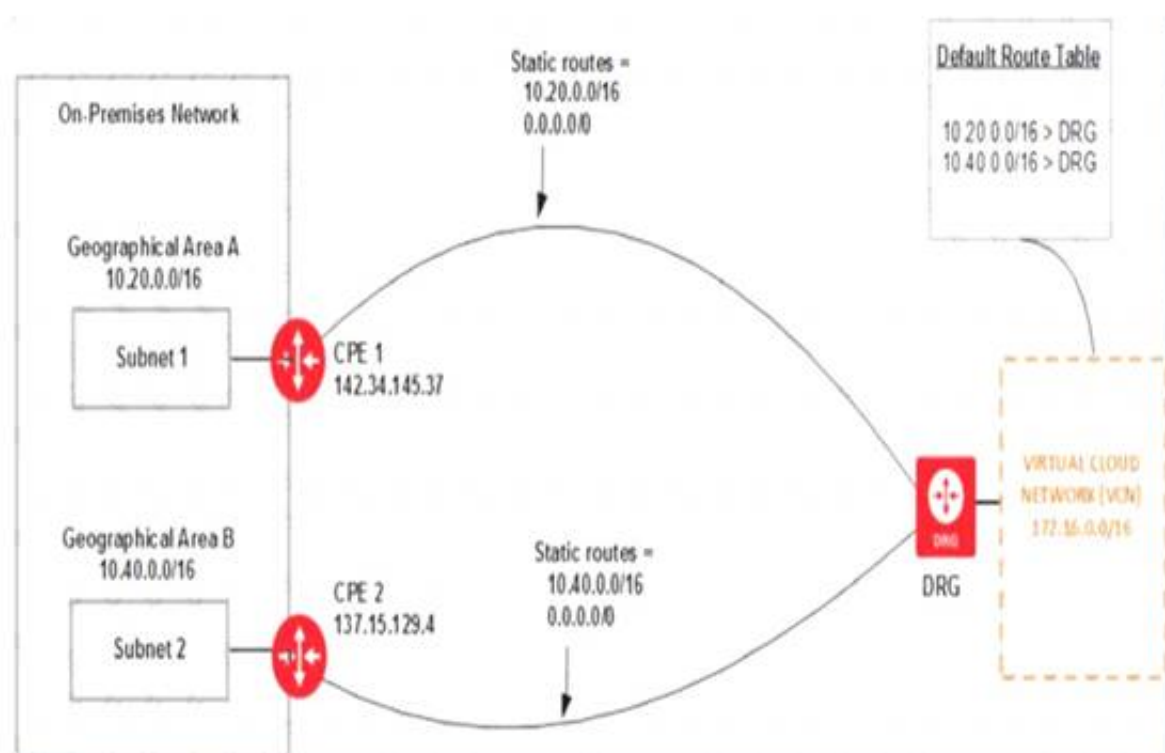 On-Premises Network
Geographical Area A
10.20.0.0/16
Subnet 1
CPE 1
142.34.145.37
Static routes =
10.20.0.0/16
0.0.0.0/0
Default Route Table
10.20.0.0/16 > DRG
10.40.0.0/16 > DRG
Geographical Area B
10.40.0.0/16
Subnet 2
CPE 2
137.15.129.4
Static routes =
10.40.0.0/16
0.0.0.0/0
DRG
DRG
VIRTUAL CLOUD
NETWORK (VCN)
172.16.0.0/16